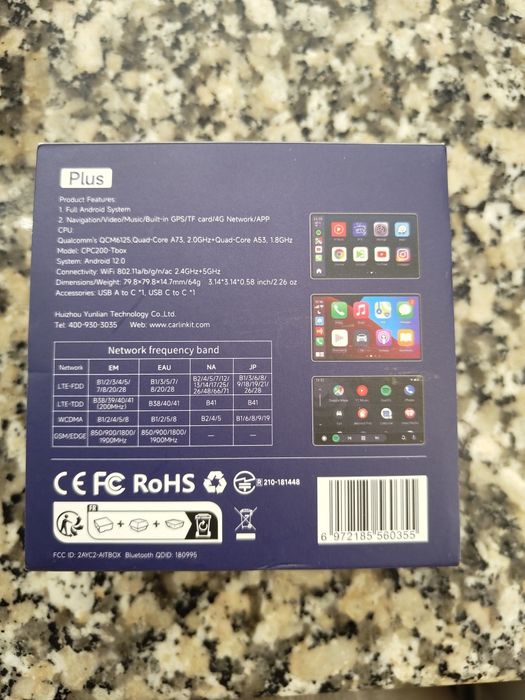 Plus
Product Features:
1. Full Android System
2. Navigation/Video/Music/Built-in GPS/TF card/4G Network/APP
CPU:
Qualcomm's QCM6125,Quad-Core A73, 2.0GHz+Quad-Core A53, 1.8GHz
Model: CPC200-Tbox
System: Android 12.0
Connectivity: WiFi 802.11a/b/g/n/ac 2.4GHz+5GHz
Dimensions/Weight: 79.8*79.8*14.7mm/64g 3.14*3.14*0.58 inch/2.26 oz
Accessories: USB A to C *1, USB C to C *1
Huizhou Yunlian Technology Co.,Ltd.
Tel: 400-930-3035 Web: www.carlinkit.com
Network frequency band
Network EM EAU NA JP
LTE-FDD B1/2/3/4/5/7/8/20/28 B1/3/5/7/8/20/28 B2/4/5/7/12/13/14/17/25/26/48/66/71 B1/3/6/8/9/18/19/21/26/28
LTE-TDD B38/39/40/41 (200MHz) B38/40/41 B41 B41
WCDMA B1/2/4/5/8 B1/2/5/8 B2/4/5 B1/6/8/9/19
GSM/EDGE 850/900/1800/1900MHz 850/900/1800/1900MHz — —
CE FC RoHS R 210-181448
FR
FCC ID: 2AYC2-AITBOX Bluetooth QDID: 180995
6 972185 560355